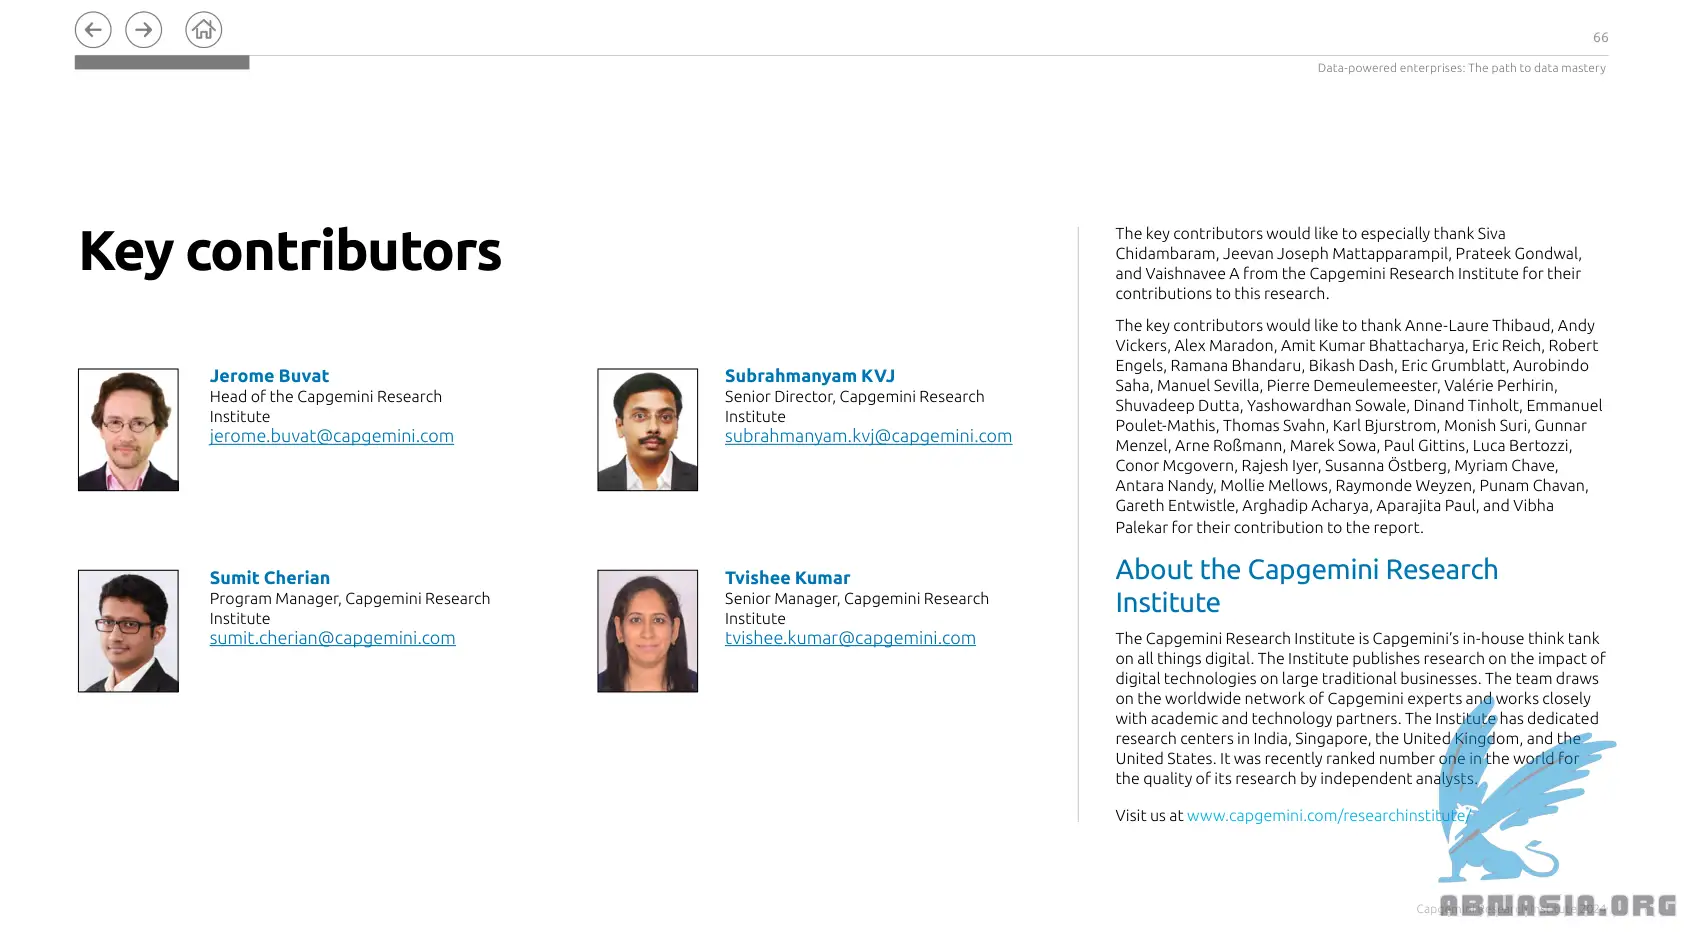 66
Data-powered enterprises: The path to data mastery
Key contributors
Jerome Buvat
Head of the Capgemini Research
Institute
jerome.buvat@capgemini.com
Subrahmanyam KVJ
Senior Director, Capgemini Research
Institute
subrahmanyam.kvj@capgemini.com
Sumit Cherian
Program Manager, Capgemini Research
Institute
sumit.cherian@capgemini.com
Tvishee Kumar
Senior Manager, Capgemini Research
Institute
tvishee.kumar@capgemini.com
The key contributors would like to especially thank Siva
Chidambaram, Jeevan Joseph Mattapparampil, Prateek Gondwal,
and Vaishnavee A from the Capgemini Research Institute for their
contributions to this research.
The key contributors would like to thank Anne-Laure Thibaud, Andy
Vickers, Alex Maradon, Amit Kumar Bhattacharya, Eric Reich, Robert
Engels, Ramana Bhandaru, Bikash Dash, Eric Grumblatt, Aurobindo
Saha, Manuel Sevilla, Pierre Demeulemeester, Valérie Perhirin,
Shuvadeep Dutta, Yashowardhan Sowale, Dinand Tinholt, Emmanuel
Poulet-Mathis, Thomas Svahn, Karl Bjurstrom, Monish Suri, Gunnar
Menzel, Arne Roßmann, Marek Sowa, Paul Gittins, Luca Bertozzi,
Conor Mcgovern, Rajesh Iyer, Susanna Östberg, Myriam Chave,
Antara Nandy, Mollie Mellows, Raymonde Weyzen, Punam Chavan,
Gareth Entwistle, Arghadip Acharya, Aparajita Paul, and Vibha
Palekar for their contribution to the report.
About the Capgemini Research
Institute
The Capgemini Research Institute is Capgemini’s in-house think tank
on all things digital. The Institute publishes research on the impact of
digital technologies on large traditional businesses. The team draws
on the worldwide network of Capgemini experts and works closely
with academic and technology partners. The Institute has dedicated
research centers in India, Singapore, the United Kingdom, and the
United States. It was recently ranked number one in the world for
the quality of its research by independent analysts.
Visit us at www.capgemini.com/researchinstitute/
Capgemini Research Institute 2024
ABNASIA.ORG